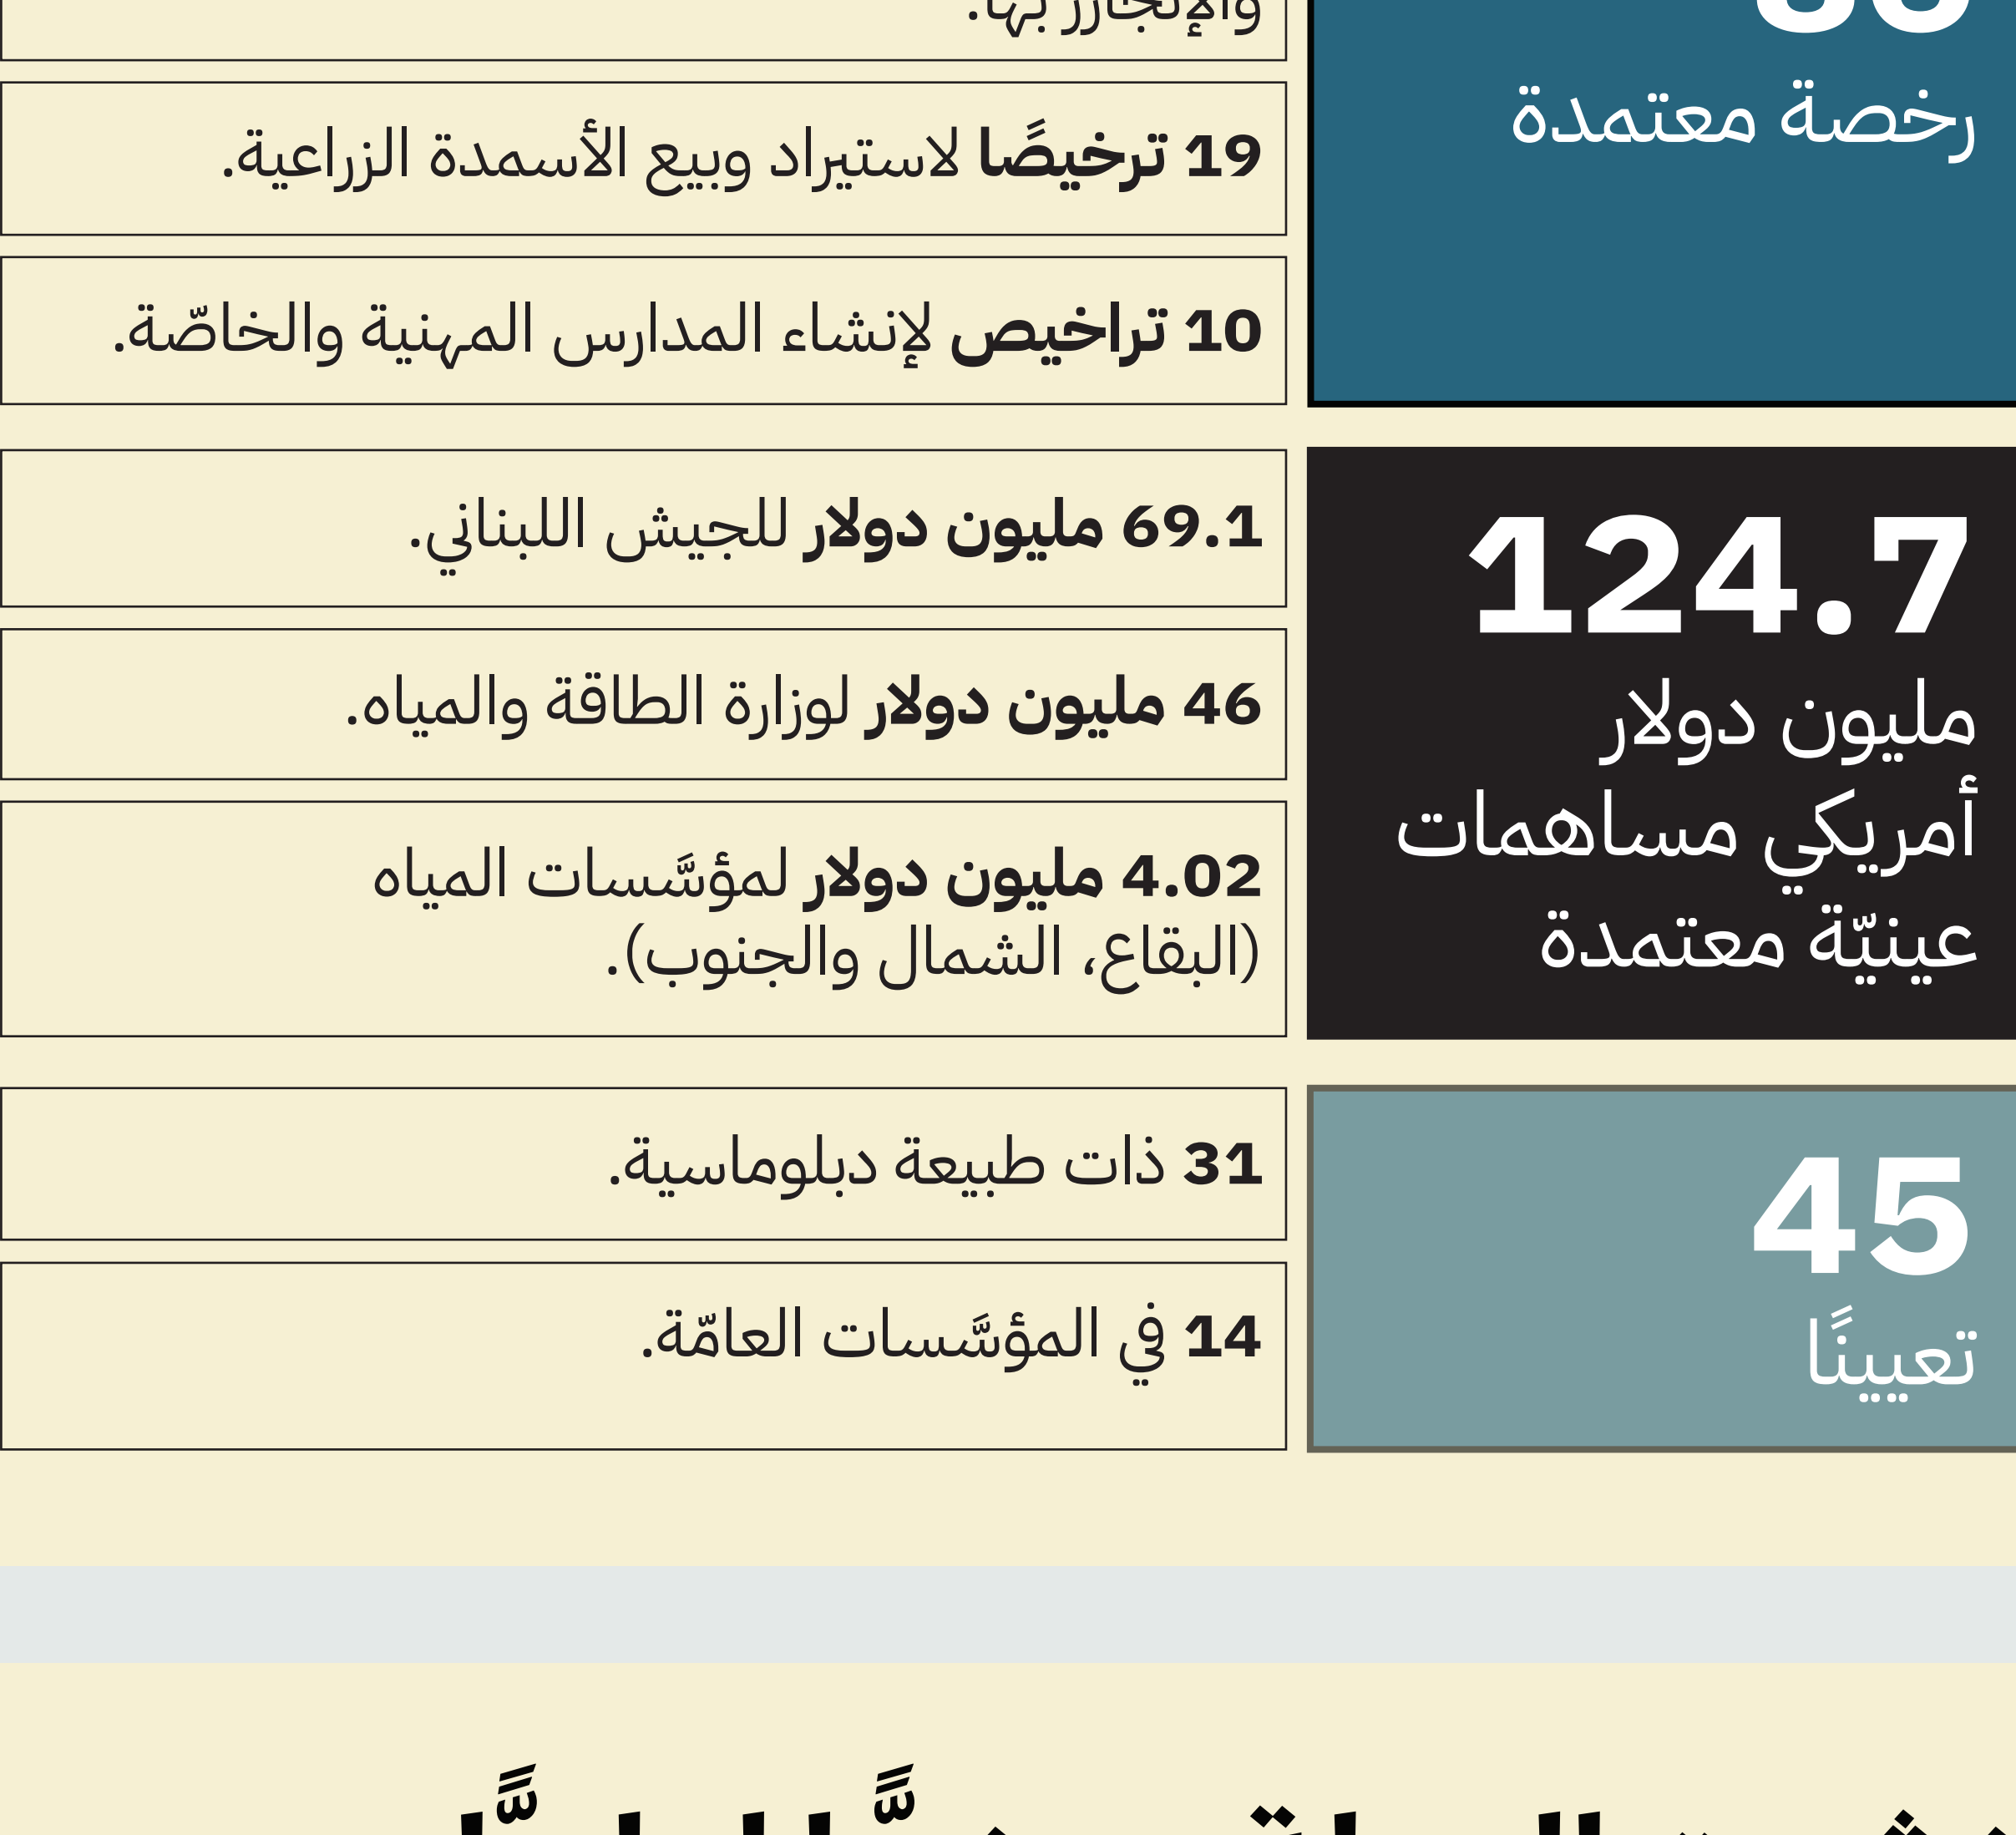 رخصة معتمدة
19 ترخيصًا لاستيراد وبيع الأسمدة الزراعية.
10 تراخيص لإنشاء المدارس المهنية والخاصّة.
124.7
مليون دولار
أمريكي مساهمات
عينيّة معتمدة
69.1 مليون دولار للجيش اللبناني.
46 مليون دولار لوزارة الطاقة والمياه.
4.02 مليون دولار لمؤسَّسات المياه
(البقاع، الشمال والجنوب).
45
تعيينًا
31 ذات طبيعة دبلوماسية.
14 في المؤسَّسات العامّة.